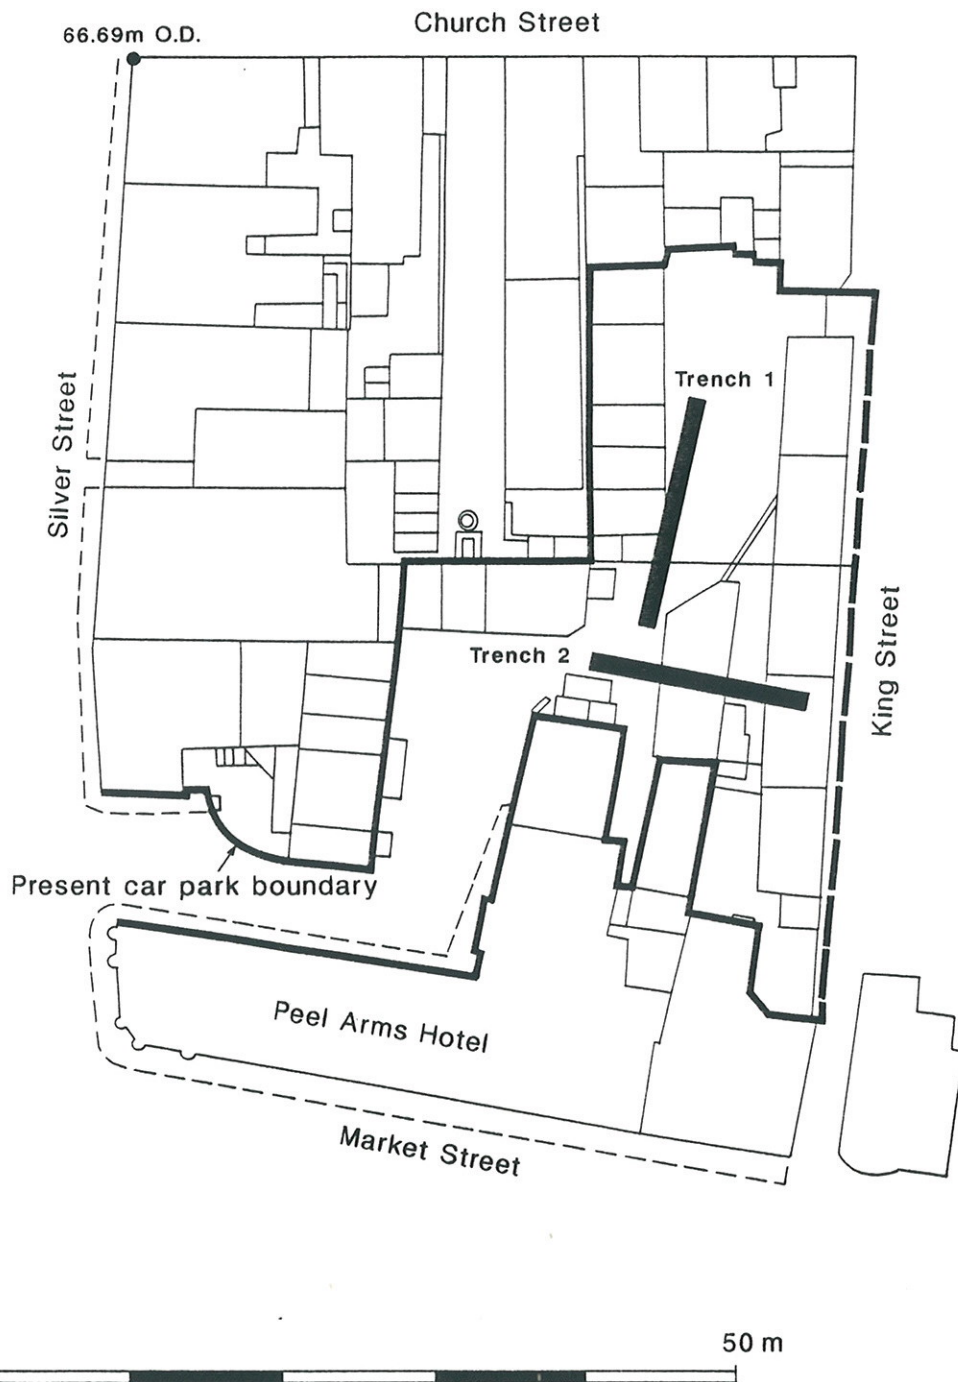 Church Street
66.69m O.D.
Trench 1
Silver Street
King Street
Trench 2
Present car park boundary
Peel Arms Hotel
Market Street
50 m